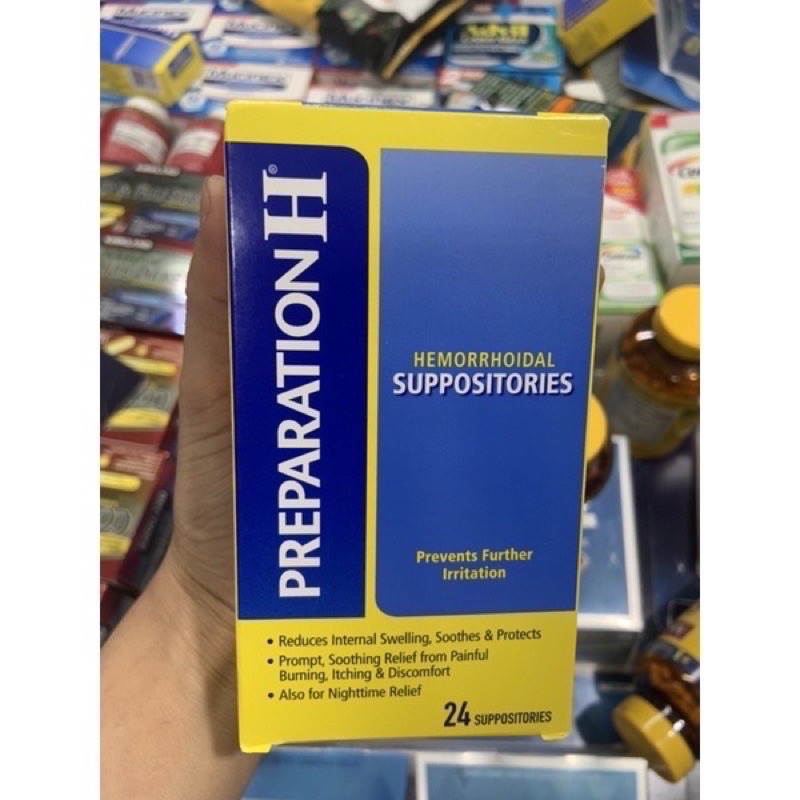 Advil
PREPARATION H®
HEMORRHOIDAL
SUPPOSITORIES
Prevents Further
Irritation
• Reduces Internal Swelling, Soothes & Protects
• Prompt, Soothing Relief from Painful
Burning, Itching & Discomfort
• Also for Nighttime Relief
24 SUPPOSITORIES